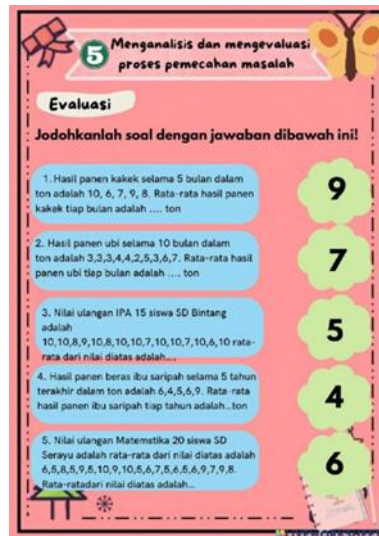 5
Menganalisis dan mengevaluasi
proses pemecahan masalah
Evaluasi
Jodohkanlah soal dengan jawaban dibawah ini!
1. Hasil panen kakek selama 5 bulan dalam
ton adalah 10, 6, 7, 9, 8. Rata-rata hasil panen
kakek tiap bulan adalah .... ton
9
2. Hasil panen ubi selama 10 bulan dalam
ton adalah 3,3,3,4,4,2,5,3,6,7. Rata-rata hasil
panen ubi tiap bulan adalah .... ton
7
3. Nilai ulangan IPA 15 siswa SD Bintang
adalah
10,10,8,9,10,8,10,10,7,10,10,7,10,6,10 rata-
rata dari nilai diatas adalah....
5
4. Hasil panen beras ibu saripah selama 5 tahun
terakhir dalam ton adalah 6,4,5,6,9. Rata-rata
hasil panen ibu saripah tiap tahun adalah...ton
4
5. Nilai ulangan Matemstika 20 siswa SD
Serayu adalah rata-rata dari nilai diatas adalah
6,5,8,5,9,5,10,9,10,5,6,7,5,6,5,6,9,7,9,8.
Rata-ratadari nilai diatas adalah...
6